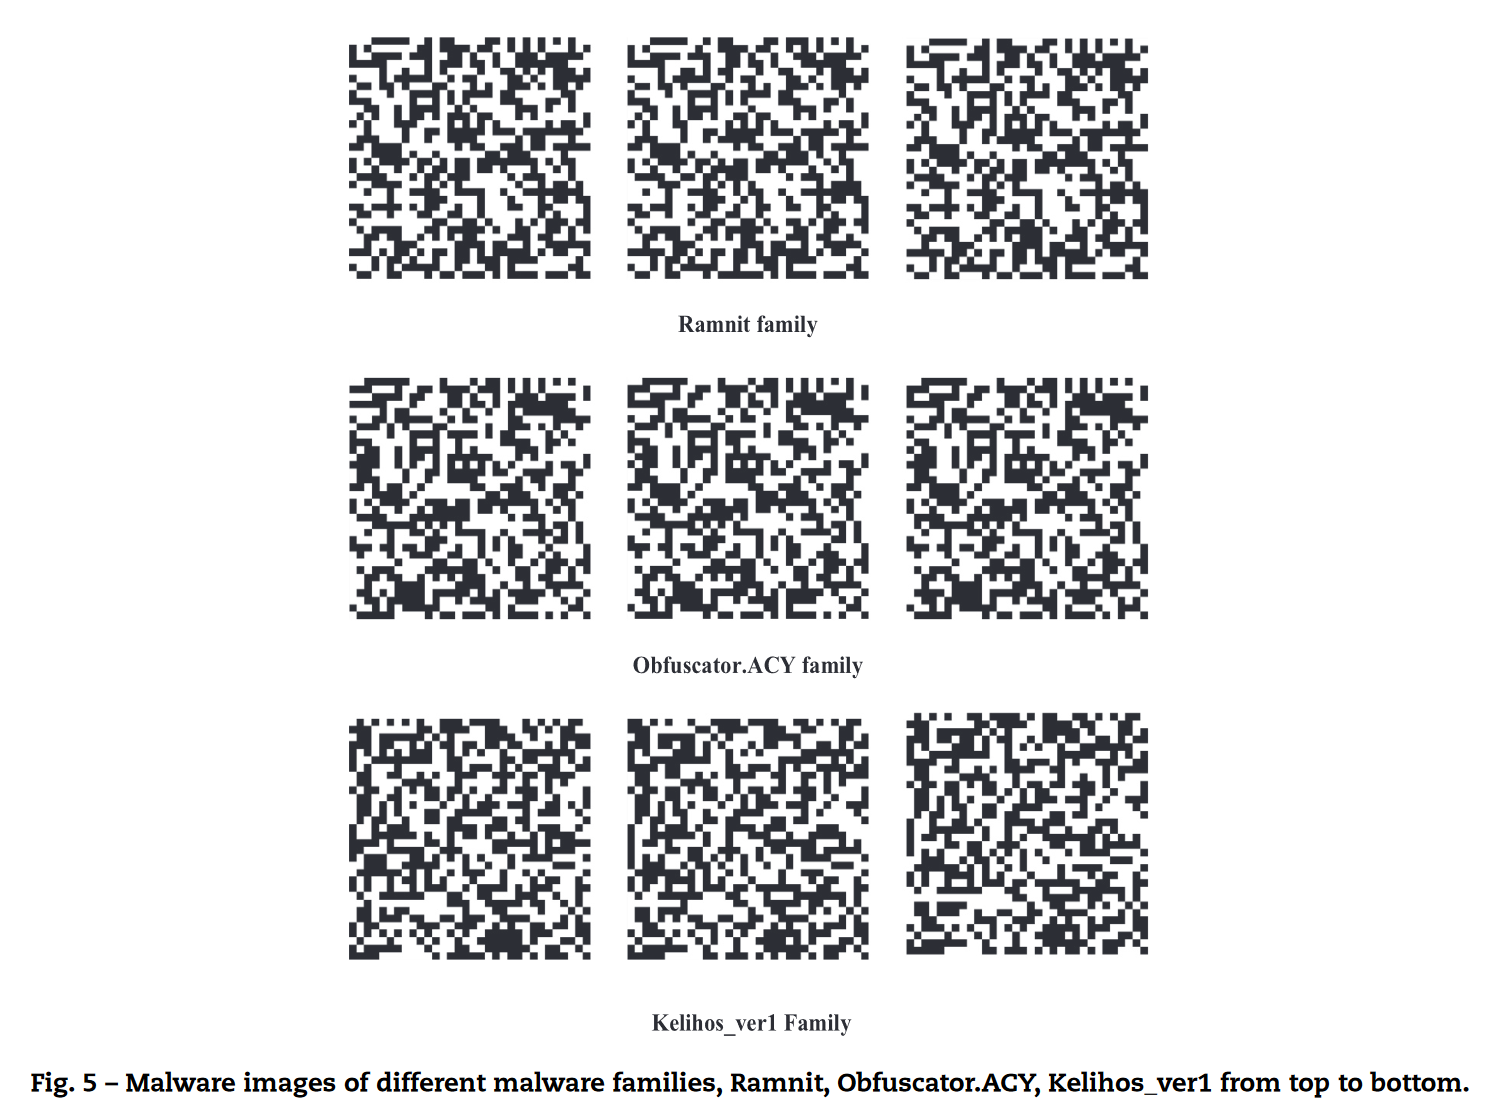 Ramnit family
Obfuscator.ACY family
Kelihos_ver1 Family
Fig. 5 – Malware images of different malware families, Ramnit, Obfuscator.ACY, Kelihos_ver1 from top to bottom.